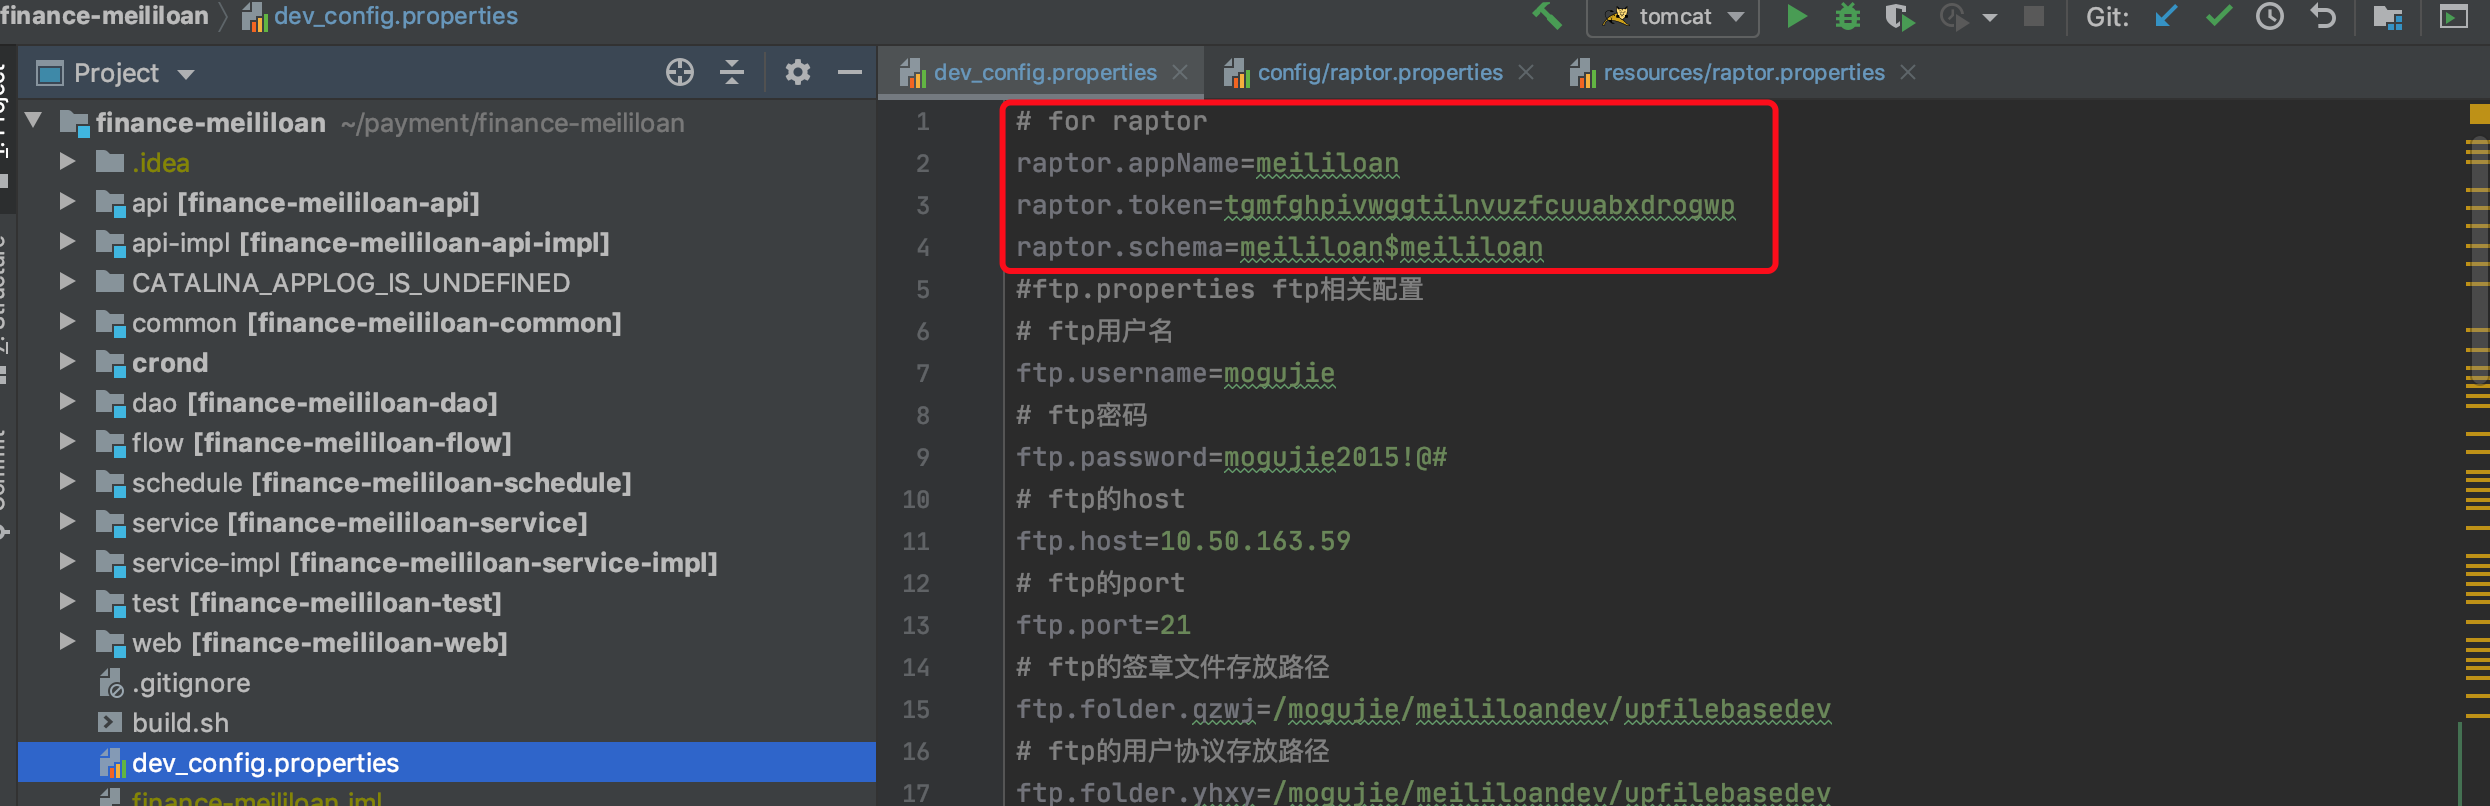 finance-meililoan dev_config.properties
tomcat Git:
Project
dev_config.properties config/raptor.properties resources/raptor.properties
finance-meililoan ~/payment/finance-meililoan
.idea
api [finance-meililoan-api]
api-impl [finance-meililoan-api-impl]
CATALINA_APPLOG_IS_UNDEFINED
common [finance-meililoan-common]
crond
dao [finance-meililoan-dao]
flow [finance-meililoan-flow]
schedule [finance-meililoan-schedule]
service [finance-meililoan-service]
service-impl [finance-meililoan-service-impl]
test [finance-meililoan-test]
web [finance-meililoan-web]
.gitignore
build.sh
dev_config.properties
finance-meililoan.iml
1 # for raptor
2 raptor.appName=meililoan
3 raptor.token=tgmfghpivwggtilnvuzfcuuabxdrogwp
4 raptor.schema=meililoan$meililoan
5 #ftp.properties ftp相关配置
6 # ftp用户名
7 ftp.username=mogujie
8 # ftp密码
9 ftp.password=mogujie2015!@#
10 # ftp的host
11 ftp.host=10.50.163.59
12 # ftp的port
13 ftp.port=21
14 # ftp的签章文件存放路径
15 ftp.folder.qzwj=/mogujie/meililoandev/upfilebasedev
16 # ftp的用户协议存放路径
17 ftp.folder.yhxy=/mogujie/meililoandev/upfilebasedev